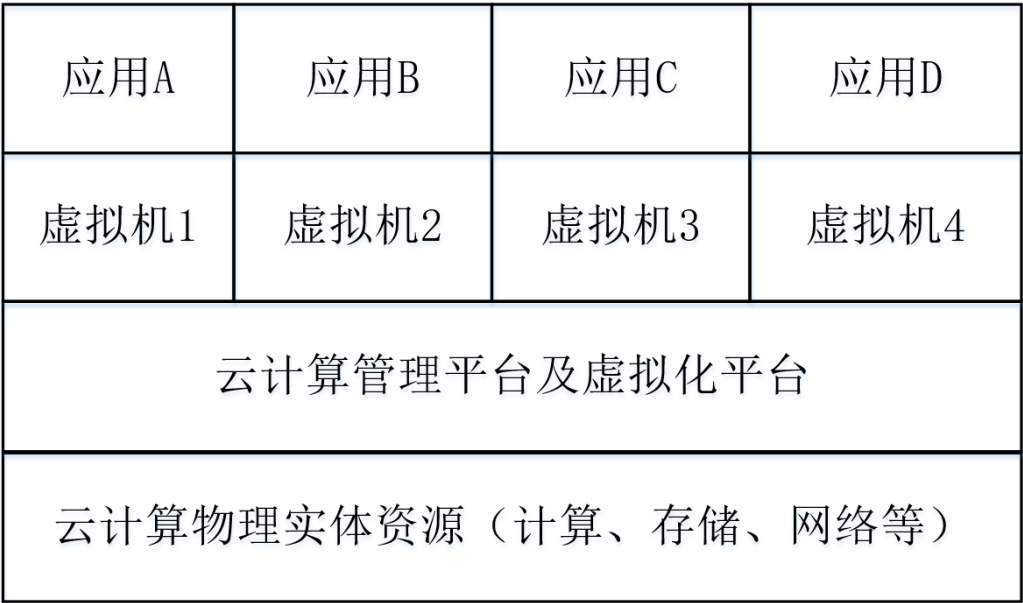 应用A 应用B 应用C 应用D
虚拟机1 虚拟机2 虚拟机3 虚拟机4
云计算管理平台及虚拟化平台
云计算物理实体资源（计算、存储、网络等）